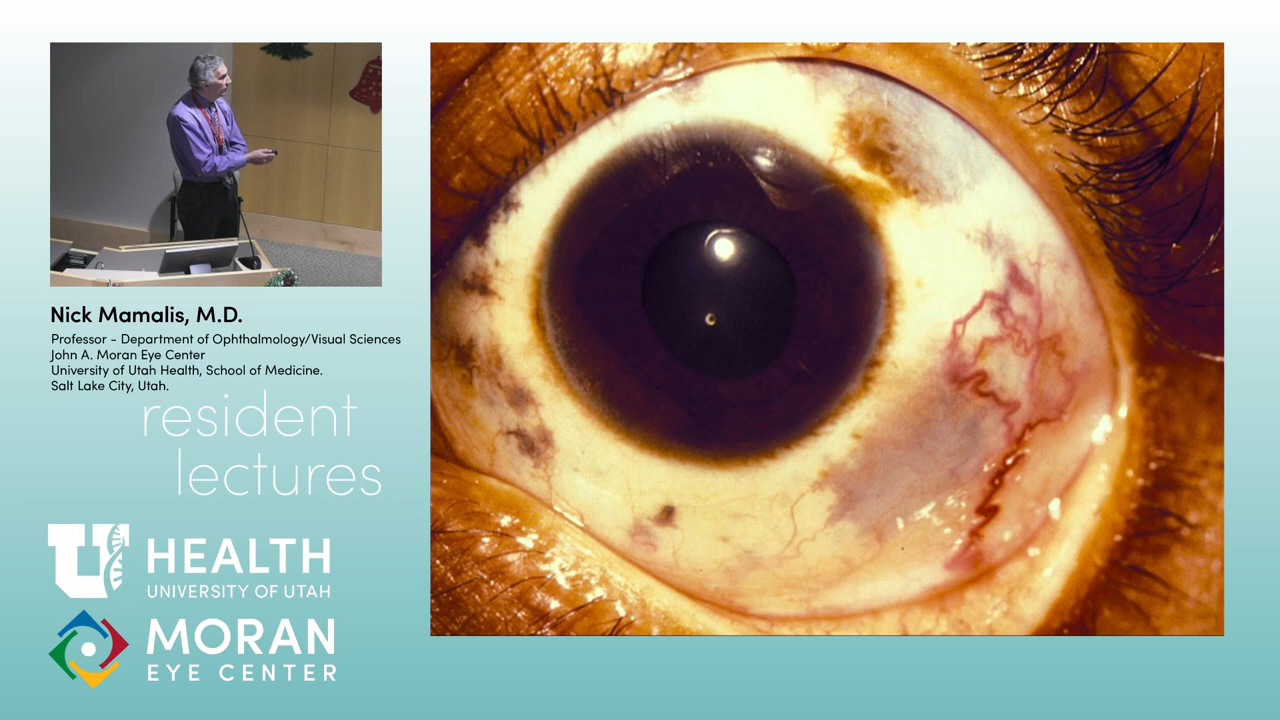 Nick Mamalis, M.D.
Professor - Department of Ophthalmology/Visual Sciences
John A. Moran Eye Center
University of Utah Health, School of Medicine.
Salt Lake City, Utah.
resident
lectures
U HEALTH
UNIVERSITY OF UTAH
MORAN
EYE CENTER